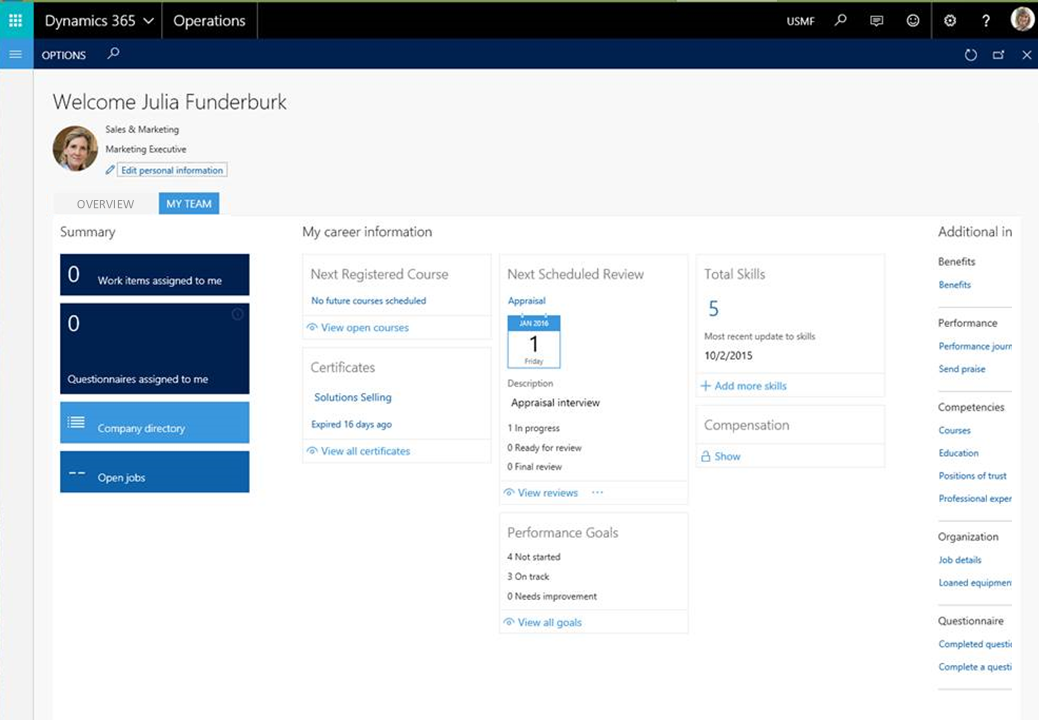 Dynamics 365
Operations
USMF
?
OPTIONS
Welcome Julia Funderburk
Sales & Marketing
Marketing Executive
Edit personal information
OVERVIEW
MY TEAM
Summary
0 Work items assigned to me
0
Questionnaires assigned to me
Company directory
-- Open jobs
My career information
Next Registered Course
No future courses scheduled
View open courses
Certificates
Solutions Selling
Expired 16 days ago
View all certificates
Next Scheduled Review
Appraisal
JAN 2016
1
Friday
Description
Appraisal interview
1 In progress
0 Ready for review
0 Final review
View reviews ...
Performance Goals
4 Not started
3 On track
0 Needs improvement
View all goals
Total Skills
5
Most recent update to skills
10/2/2015
+ Add more skills
Compensation
Show
Additional in
Benefits
Benefits
Performance
Performance journ
Send praise
Competencies
Courses
Education
Positions of trust
Professional exper
Organization
Job details
Loaned equipmen
Questionnaire
Completed questi
Complete a questi